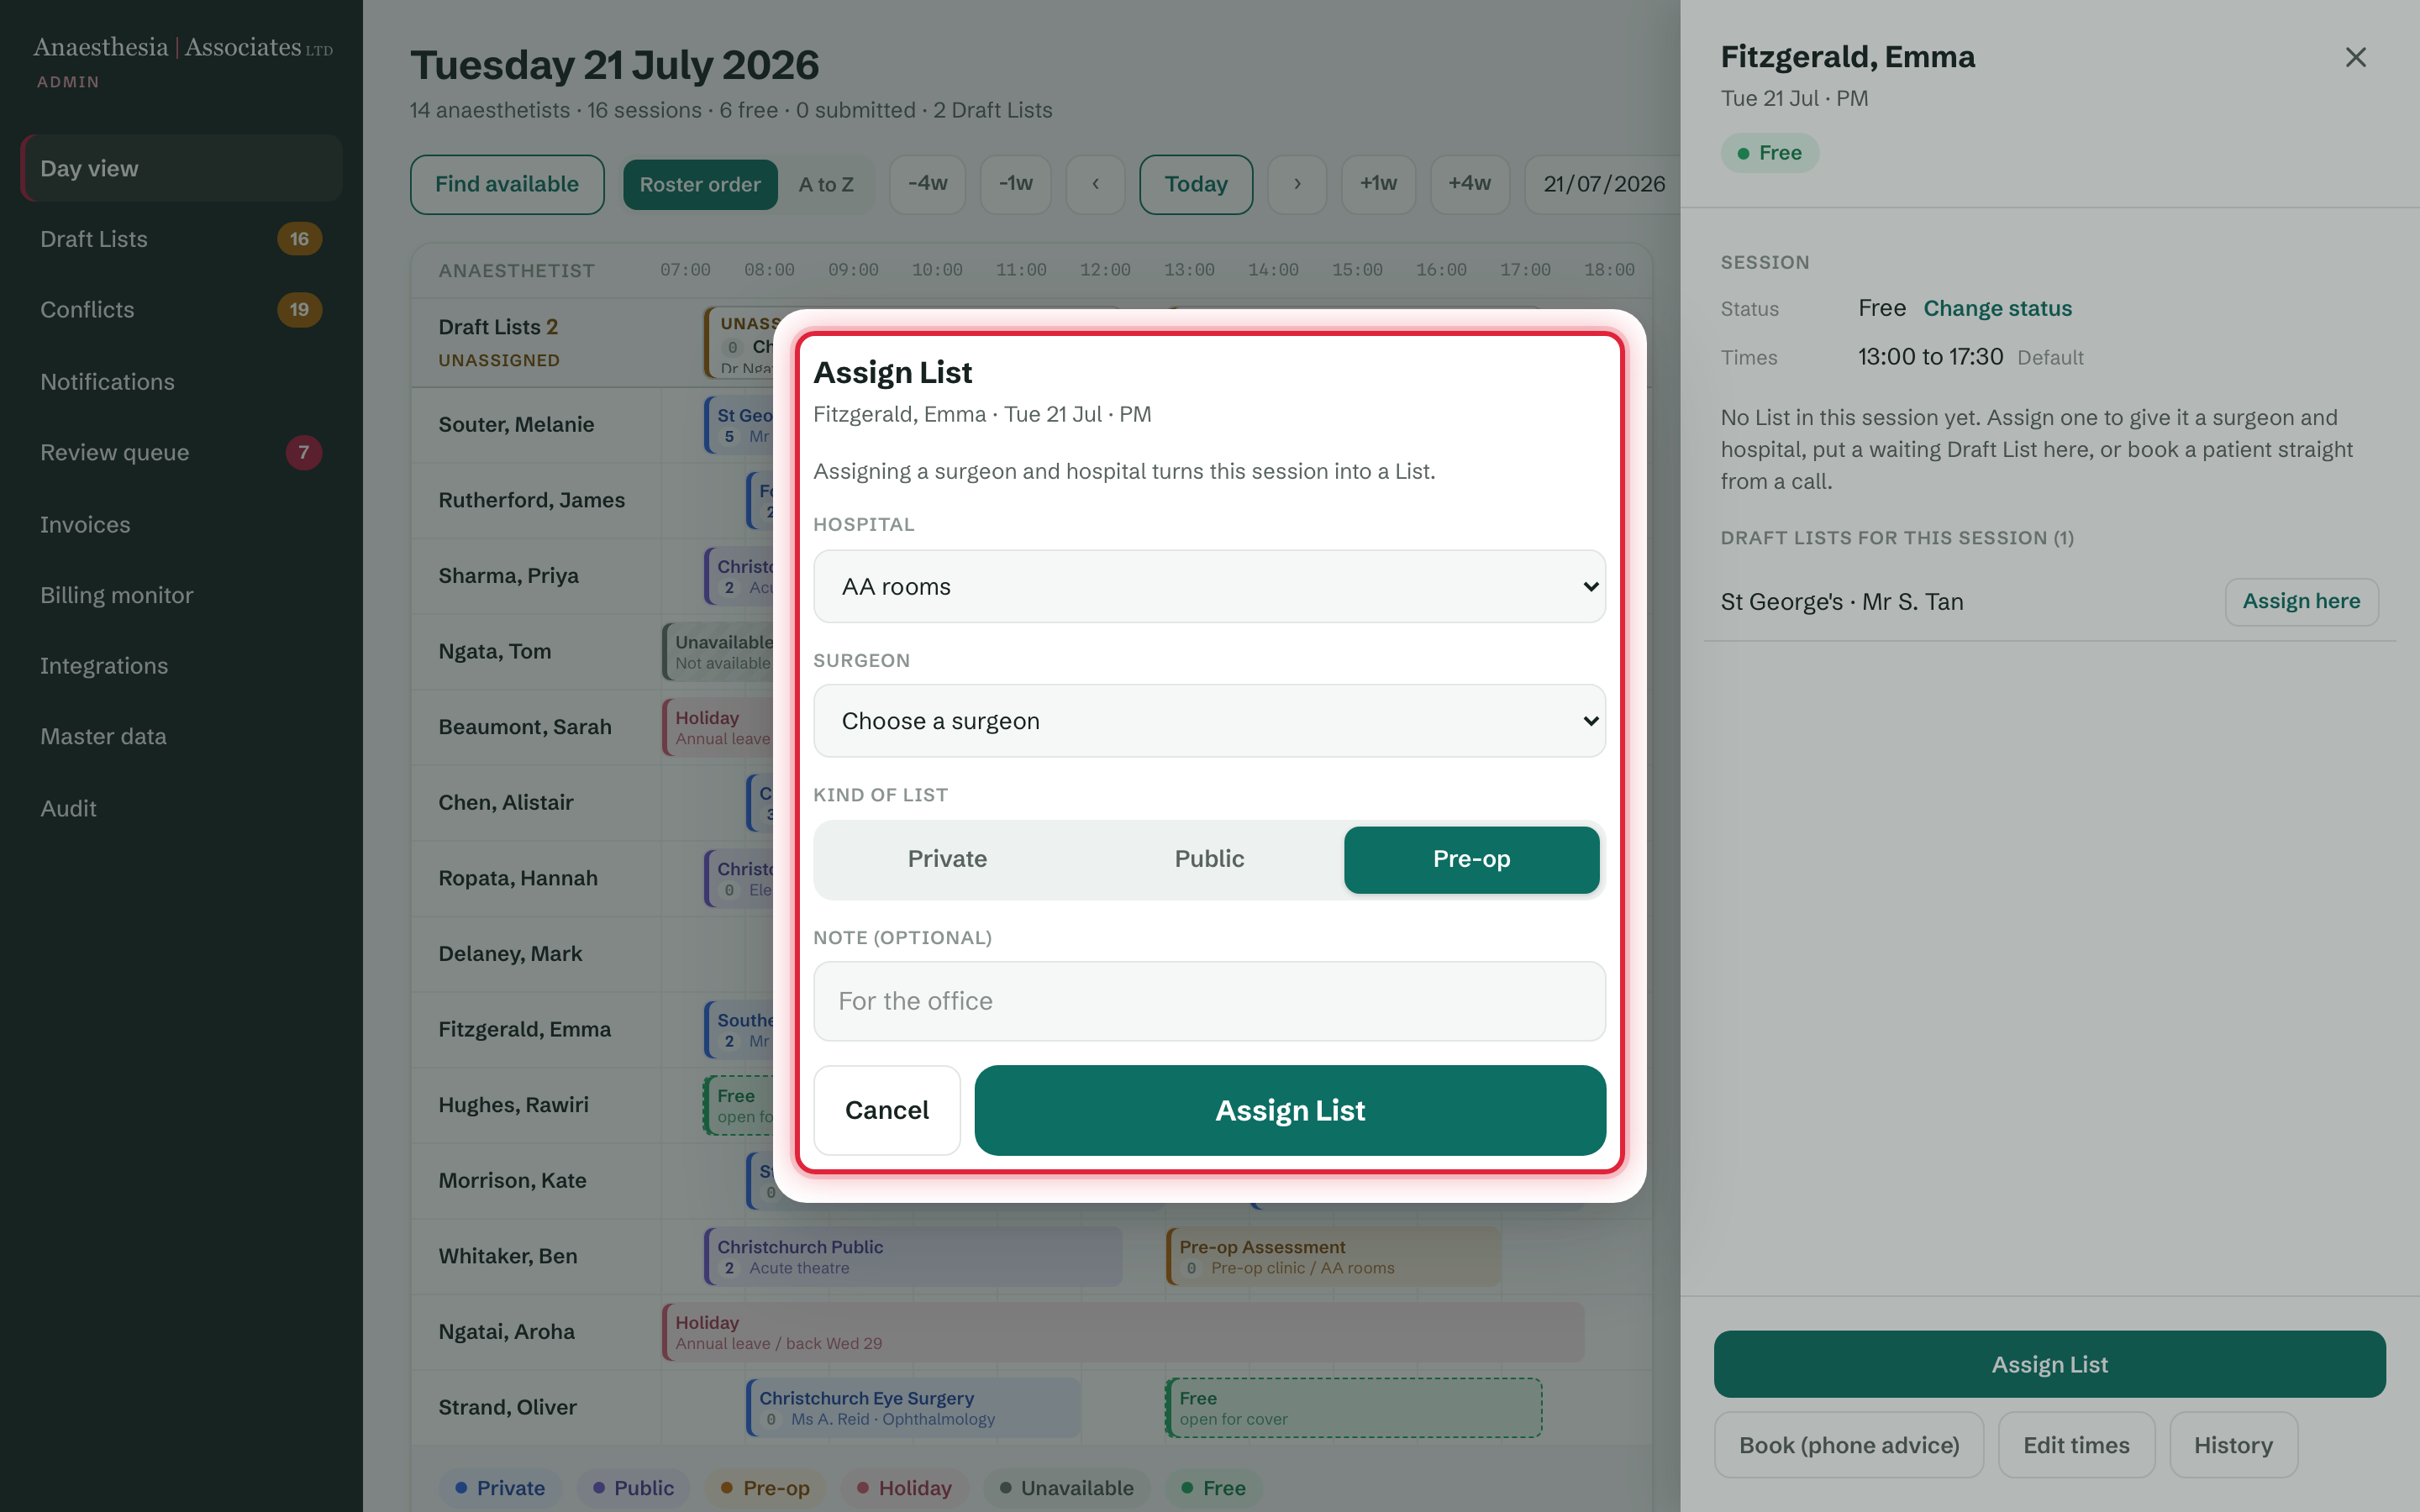 Anaesthesia | Associates LTD
ADMIN
Day view
Draft Lists 16
Conflicts 19
Notifications
Review queue 7
Invoices
Billing monitor
Integrations
Master data
Audit
Tuesday 21 July 2026
14 anaesthetists · 16 sessions · 6 free · 0 submitted · 2 Draft Lists
Find available Roster order A to Z -4w -1w ‹ Today › +1w +4w 21/07/2026
ANAESTHETIST 07:00 08:00 09:00 10:00 11:00 12:00 13:00 14:00 15:00 16:00 17:00 18:00
Draft Lists 2
UNASSIGNED
0
Souter, Melanie
St Geo
5 Mr
Rutherford, James
Sharma, Priya
2
Ngata, Tom
Unavailable
Not available
Beaumont, Sarah
Holiday
Annual leave
Chen, Alistair
Ropata, Hannah
0
Delaney, Mark
Fitzgerald, Emma
2 Mr
Hughes, Rawiri
Free
open fo
Morrison, Kate
0
Whitaker, Ben
Christchurch Public
2 Acute theatre
Pre-op Assessment
0 Pre-op clinic / AA rooms
Ngatai, Aroha
Holiday
Annual leave / back Wed 29
Strand, Oliver
Christchurch Eye Surgery
0 Ms A. Reid · Ophthalmology
Free
open for cover
Private Public Pre-op Holiday Unavailable Free
Assign List
Fitzgerald, Emma · Tue 21 Jul · PM
Assigning a surgeon and hospital turns this session into a List.
HOSPITAL
AA rooms
SURGEON
Choose a surgeon
KIND OF LIST
Private Public Pre-op
NOTE (OPTIONAL)
For the office
Cancel Assign List
Fitzgerald, Emma
Tue 21 Jul · PM
Free
SESSION
Status Free Change status
Times 13:00 to 17:30 Default
No List in this session yet. Assign one to give it a surgeon and
hospital, put a waiting Draft List here, or book a patient straight
from a call.
DRAFT LISTS FOR THIS SESSION (1)
St George's · Mr S. Tan Assign here
Assign List
Book (phone advice) Edit times History